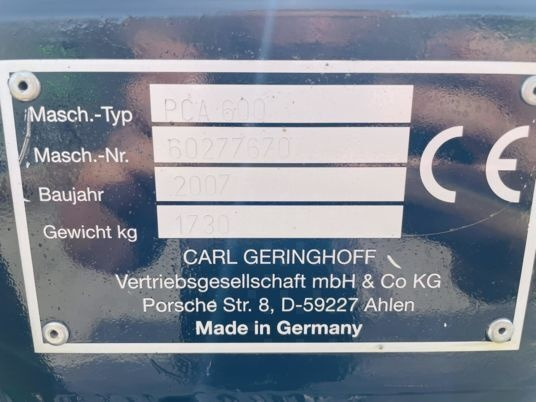 Masch.-Typ PCA 600
Masch.-Nr. 60277670
Baujahr 2007
Gewicht kg 1730
CE
CARL GERINGHOFF
Vertriebsgesellschaft mbH & Co KG
Porsche Str. 8, D-59227 Ahlen
Made in Germany